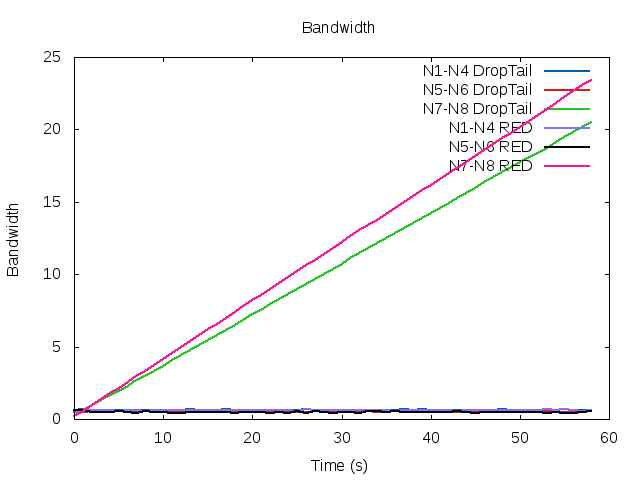 Bandwidth
25
20
15
10
5
0
0 10 20 30 40 50 60
Bandwidth
Time (s)
N1-N4 DropTail
N5-N6 DropTail
N7-N8 DropTail
N1-N4 RED
N5-N6 RED
N7-N8 RED